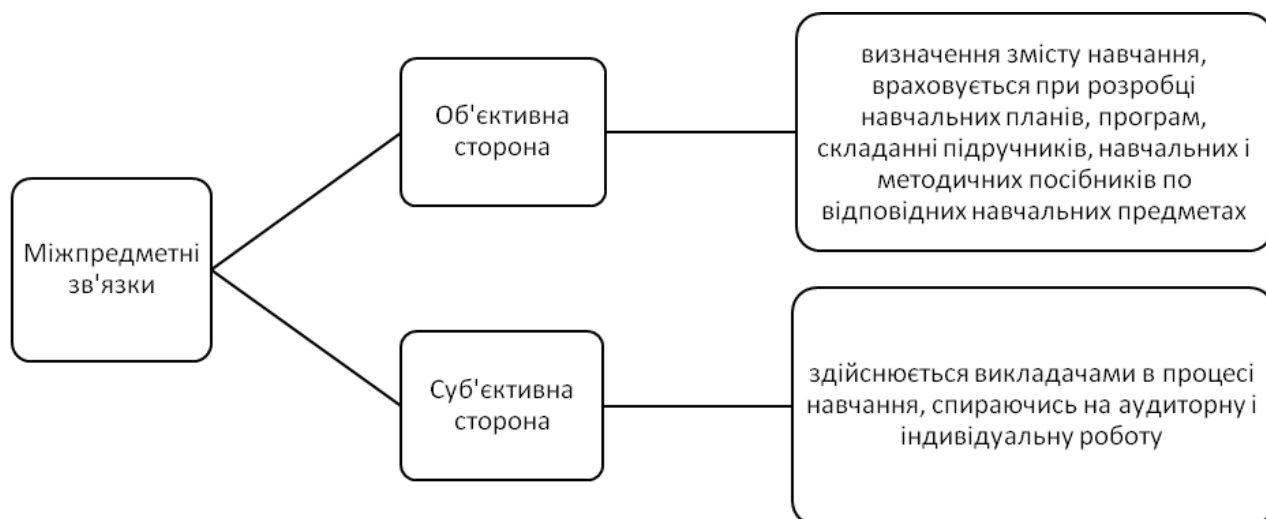 Міжпредметні
зв'язки
Об'єктивна
сторона
визначення змісту навчання,
враховується при розробці
навчальних планів, програм,
складанні підручників, навчальних і
методичних посібників по
відповідних навчальних предметах
Суб'єктивна
сторона
здійснюється викладачами в процесі
навчання, спираючись на аудиторну і
індивідуальну роботу